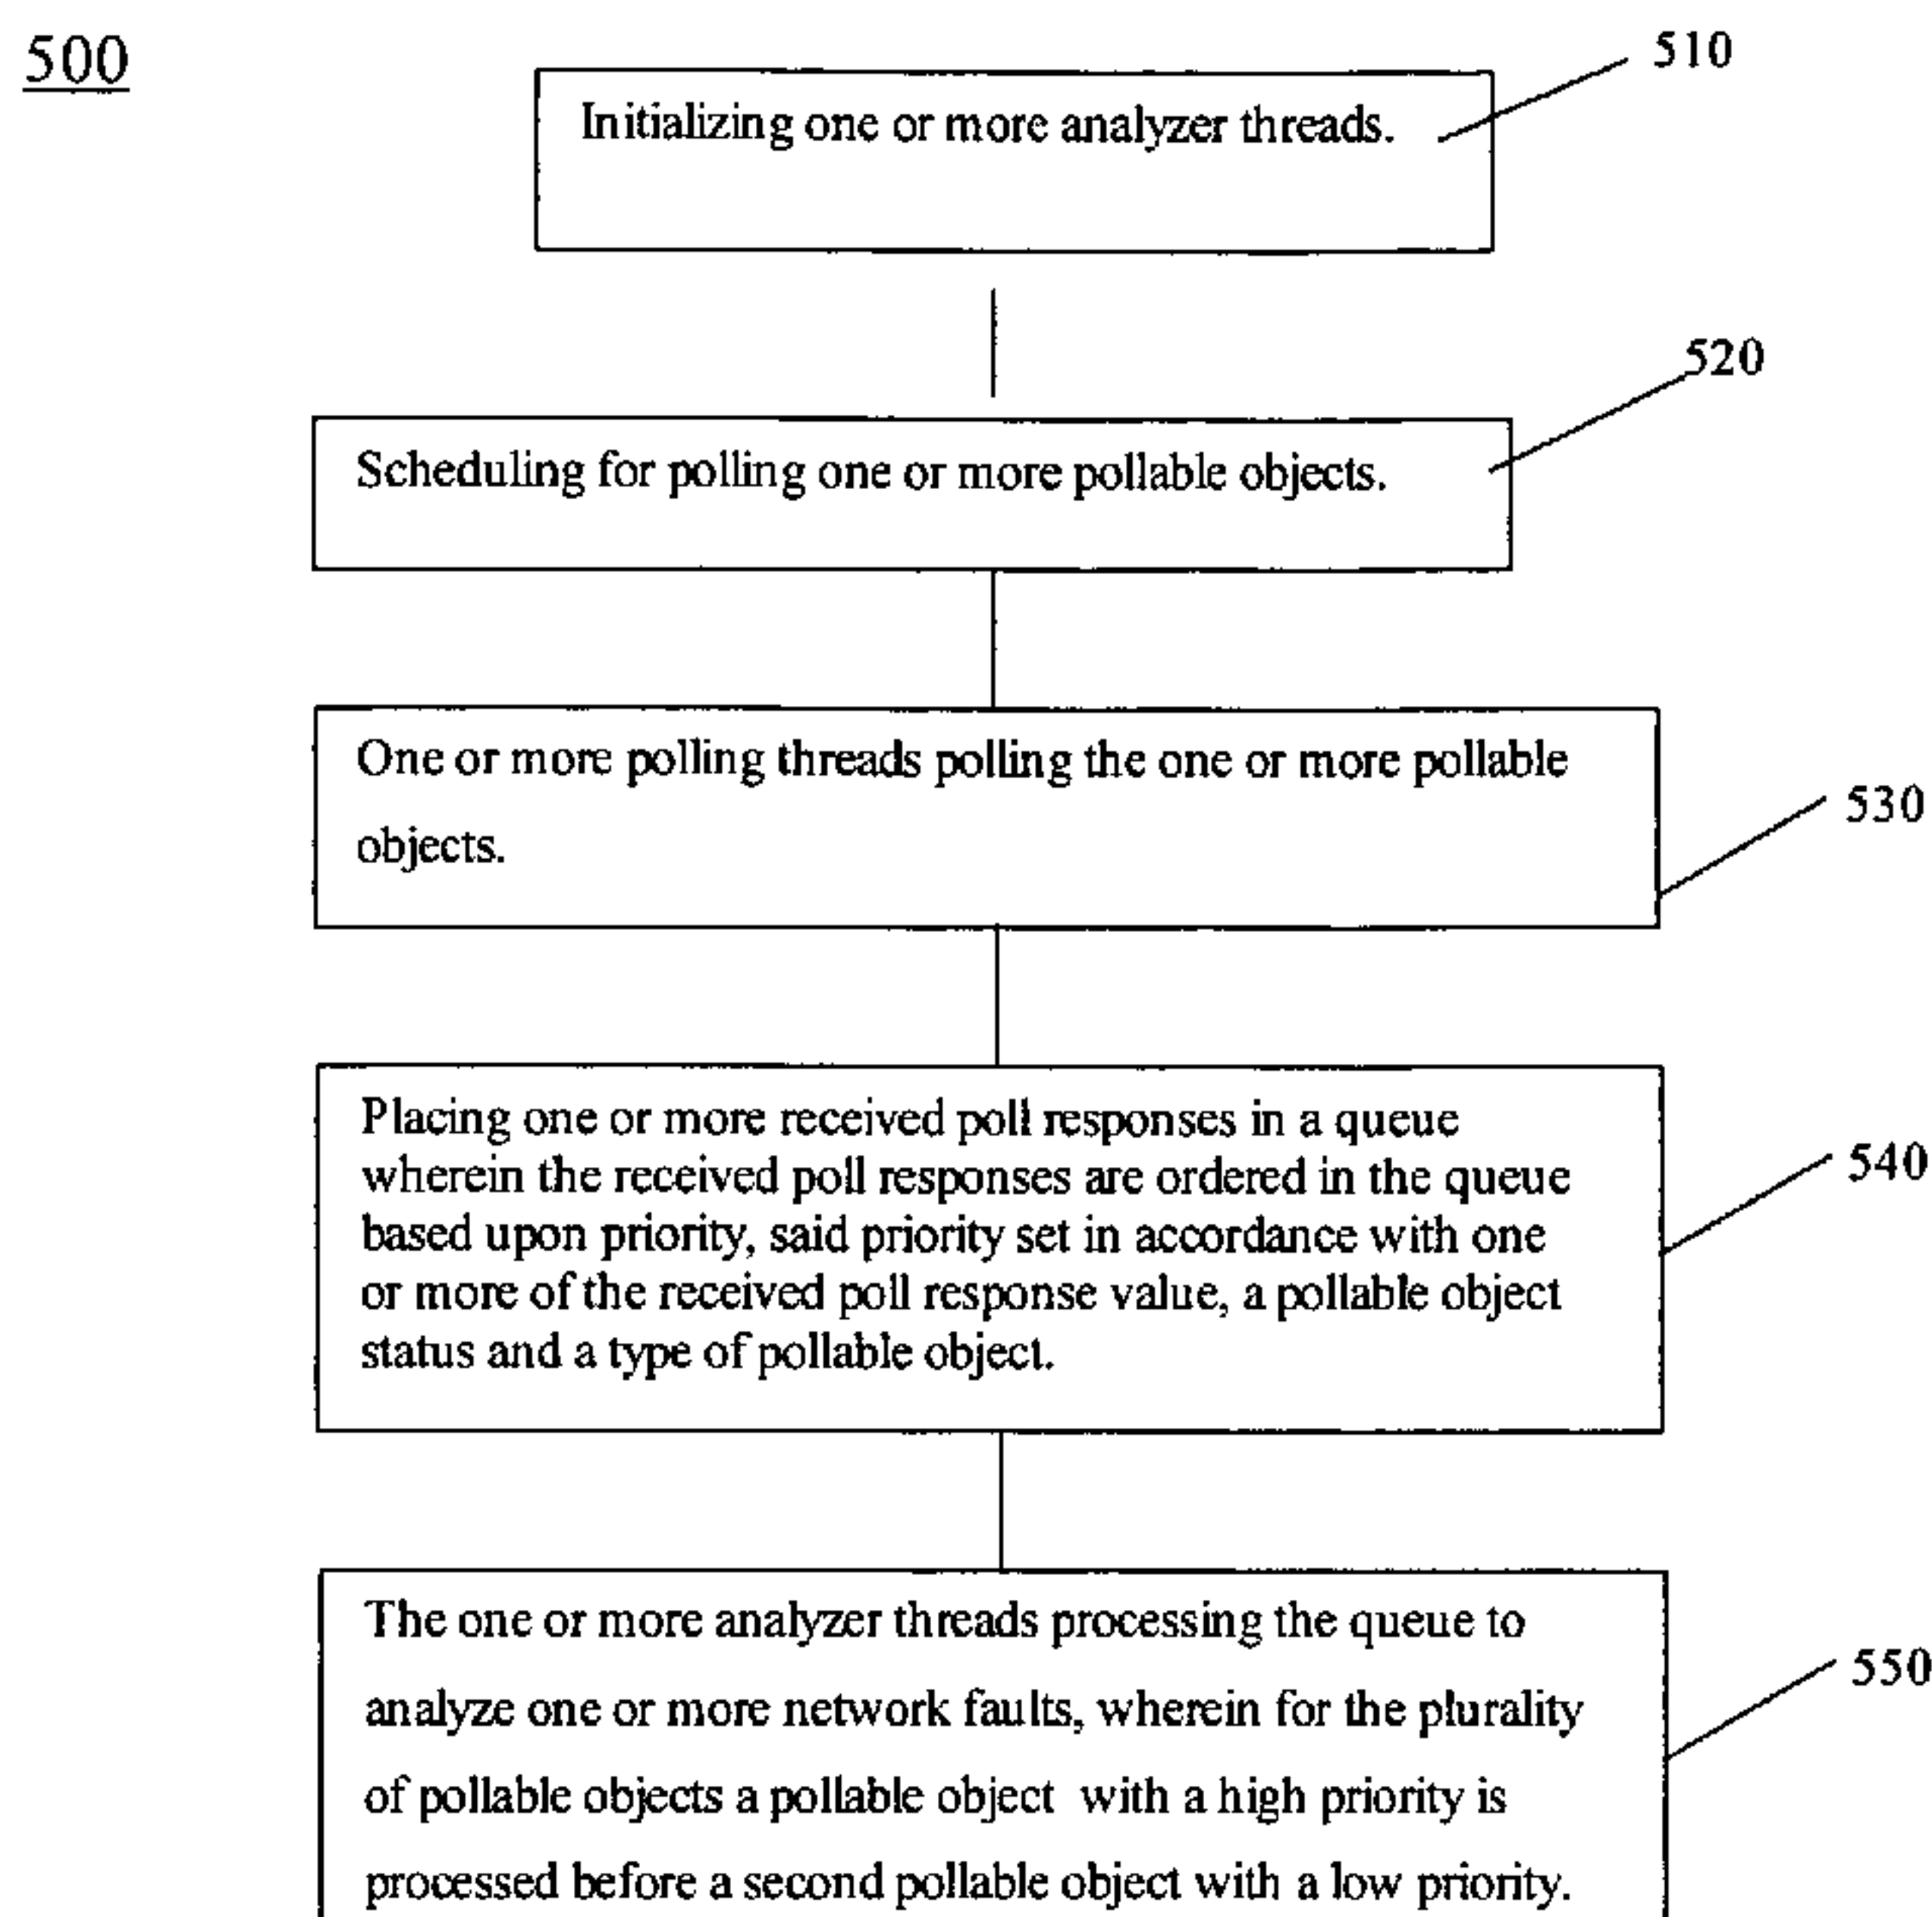 500
510
Initializing one or more analyzer threads.
520
Scheduling for polling one or more pollable objects.
One or more polling threads polling the one or more pollable
objects.
530
Placing one or more received poll responses in a queue
wherein the received poll responses are ordered in the queue
based upon priority, said priority set in accordance with one
or more of the received poll response value, a pollable object
status and a type of pollable object.
540
The one or more analyzer threads processing the queue to
analyze one or more network faults, wherein for the plurality
of pollable objects a pollable object with a high priority is
processed before a second pollable object with a low priority.
550